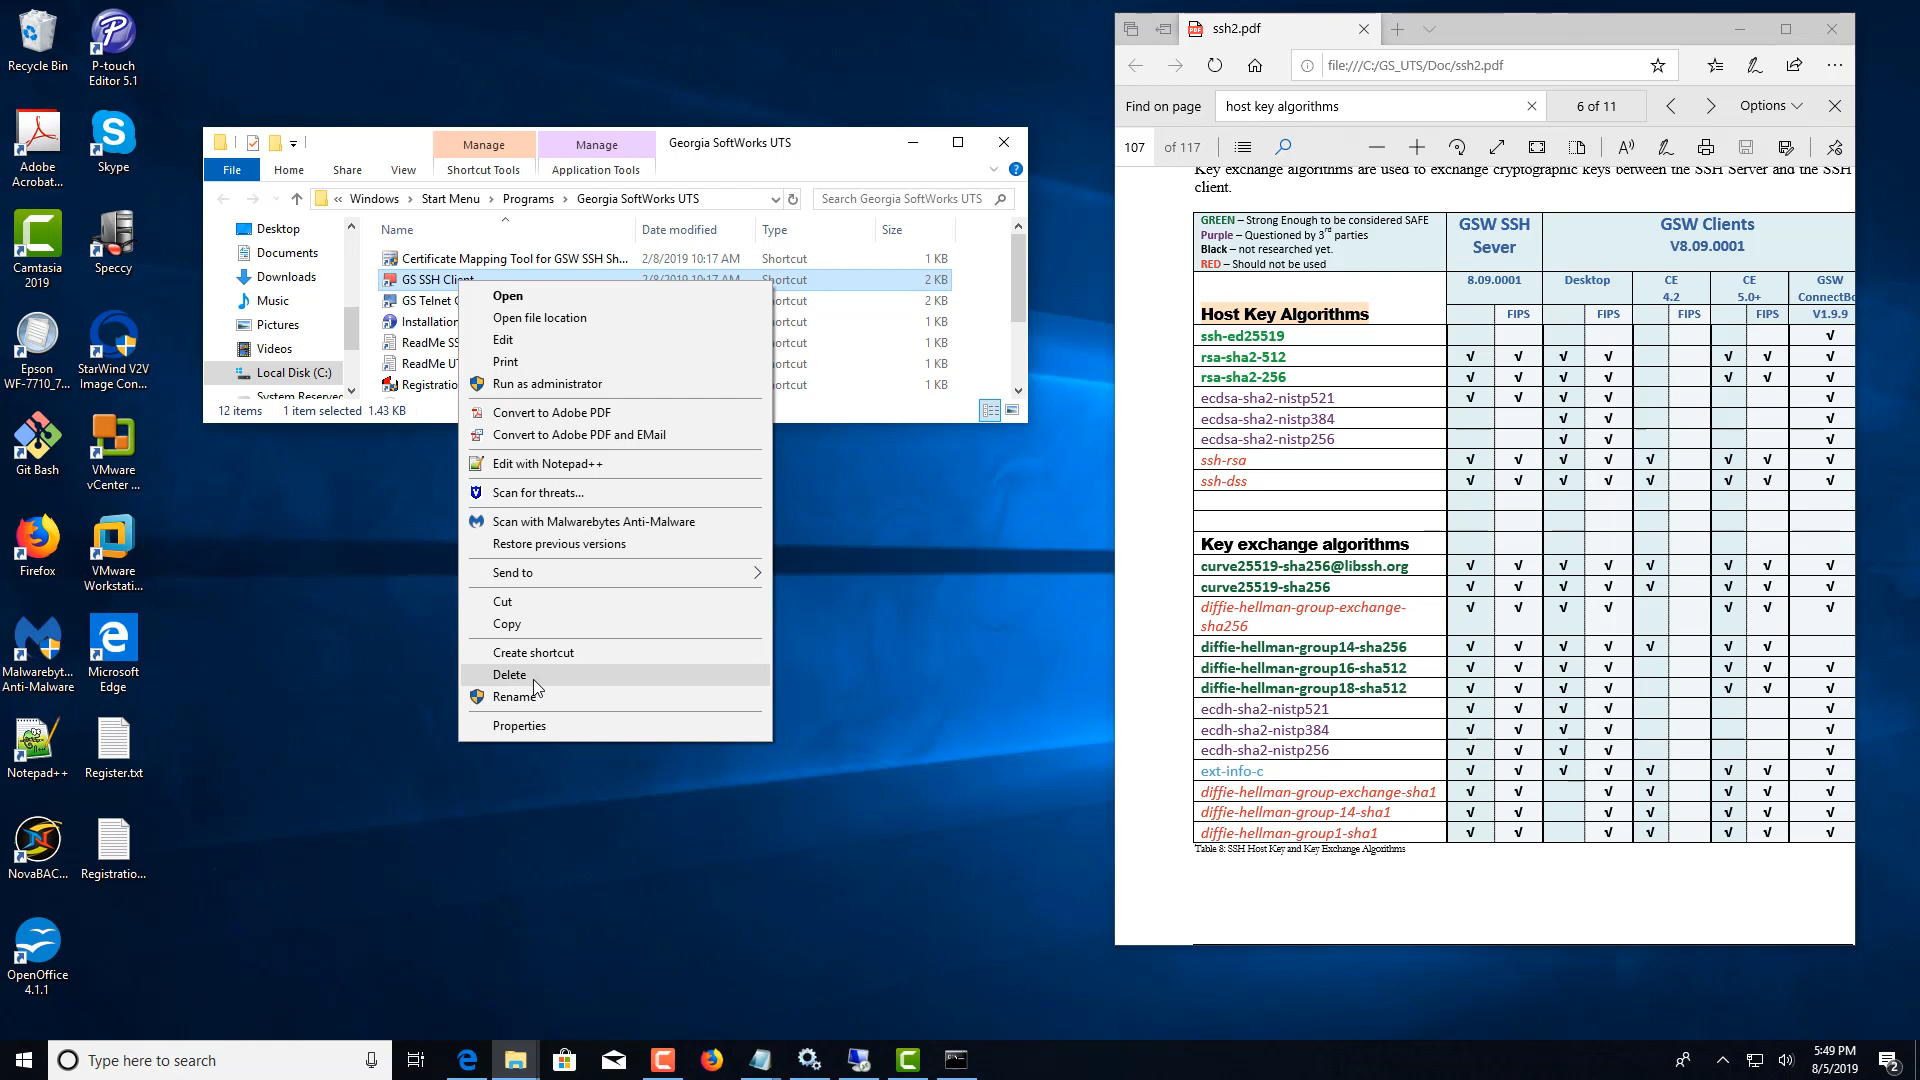 Recycle Bin
P-touch
Editor 5.1
Adobe
Acrobat...
Skype
Camtasia
2019
Speccy
Epson
WF-7710_7...
StarWind V2V
Image Con...
Git Bash
VMware
vCenter ...
Firefox
VMware
Workstati...
Malwarebyt...
Anti-Malware
Microsoft
Edge
Notepad++
Register.txt
NovaBAC...
Registratio...
OpenOffice
4.1.1
Manage
Manage
Georgia SoftWorks UTS
File
Home
Share
View
Shortcut Tools
Application Tools
« Windows > Start Menu > Programs > Georgia SoftWorks UTS
Search Georgia SoftWorks UTS
Desktop
Documents
Downloads
Music
Pictures
Videos
Local Disk (C:)
System Reserved
Name
Date modified
Type
Size
Certificate Mapping Tool for GSW SSH Sh... 2/8/2019 10:17 AM Shortcut 1 KB
GS SSH Client 2/8/2019 10:17 AM Shortcut 2 KB
GS Telnet C ortcut 2 KB
Installation ortcut 1 KB
ReadMe SS ortcut 1 KB
ReadMe UT ortcut 1 KB
Registratio ortcut 1 KB
12 items 1 item selected 1.43 KB
Open
Open file location
Edit
Print
Run as administrator
Convert to Adobe PDF
Convert to Adobe PDF and EMail
Edit with Notepad++
Scan for threats...
Scan with Malwarebytes Anti-Malware
Restore previous versions
Send to
Cut
Copy
Create shortcut
Delete
Rename
Properties
ssh2.pdf
file:///C:/GS_UTS/Doc/ssh2.pdf
Find on page
host key algorithms
6 of 11
Options
107 of 117
Key exchange algorithms are used to exchange cryptographic keys between the SSH Server and the SSH
client.
GREEN – Strong Enough to be considered SAFE
Purple – Questioned by 3rd parties
Black – not researched yet.
RED – Should not be used
GSW SSH
Sever
GSW Clients
V8.09.0001
8.09.0001
Desktop
CE
4.2
CE
5.0+
GSW
ConnectBo
Host Key Algorithms FIPS FIPS FIPS V1.9.9
ssh-ed25519 √
rsa-sha2-512 √ √ √ √ √ √ √
rsa-sha2-256 √ √ √ √ √ √ √
ecdsa-sha2-nistp521 √ √ √ √ √
ecdsa-sha2-nistp384 √ √ √
ecdsa-sha2-nistp256 √ √ √
ssh-rsa √ √ √ √ √ √ √ √
ssh-dss √ √ √ √ √ √ √ √
Key exchange algorithms
curve25519-sha256@libssh.org √ √ √ √ √ √ √ √
curve25519-sha256 √ √ √ √ √ √ √ √
diffie-hellman-group-exchange- √ √ √ √ √ √ √
sha256
diffie-hellman-group14-sha256 √ √ √ √ √ √ √
diffie-hellman-group16-sha512 √ √ √ √ √ √ √
diffie-hellman-group18-sha512 √ √ √ √ √ √ √
ecdh-sha2-nistp521 √ √ √ √ √
ecdh-sha2-nistp384 √ √ √ √ √
ecdh-sha2-nistp256 √ √ √ √ √
ext-info-c √ √ √ √ √ √ √ √
diffie-hellman-group-exchange-sha1 √ √ √ √ √ √ √
diffie-hellman-group-14-sha1 √ √ √ √ √ √ √
diffie-hellman-group1-sha1 √ √ √ √ √ √ √
Table 8: SSH Host Key and Key Exchange Algorithms
Type here to search
5:49 PM
8/5/2019
2